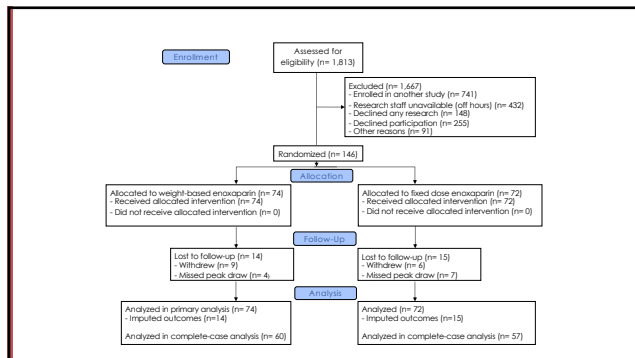 Enrollment
Assessed for
eligibility (n= 1,813)
Excluded (n= 1,667)
- Enrolled in another study (n= 741)
- Research staff unavailable (off hours) (n= 432)
- Declined any research (n= 148)
- Declined participation (n= 255)
- Other reasons (n= 91)
Randomized (n= 146)
Allocation
Allocated to weight-based enoxaparin (n= 74)
- Received allocated intervention (n= 74)
- Did not receive allocated intervention (n= 0)
Allocated to fixed dose enoxaparin (n= 72)
- Received allocated intervention (n= 72)
- Did not receive allocated intervention (n= 0)
Follow-Up
Lost to follow-up (n= 14)
- Withdrew (n= 9)
- Missed peak draw (n= 4)
Lost to follow-up (n= 15)
- Withdrew (n= 6)
- Missed peak draw (n= 7)
Analysis
Analyzed in primary analysis (n= 74)
- Imputed outcomes (n=14)
Analyzed in complete-case analysis (n= 60)
Analyzed (n= 72)
- Imputed outcomes (n=15)
Analyzed in complete-case analysis (n= 57)